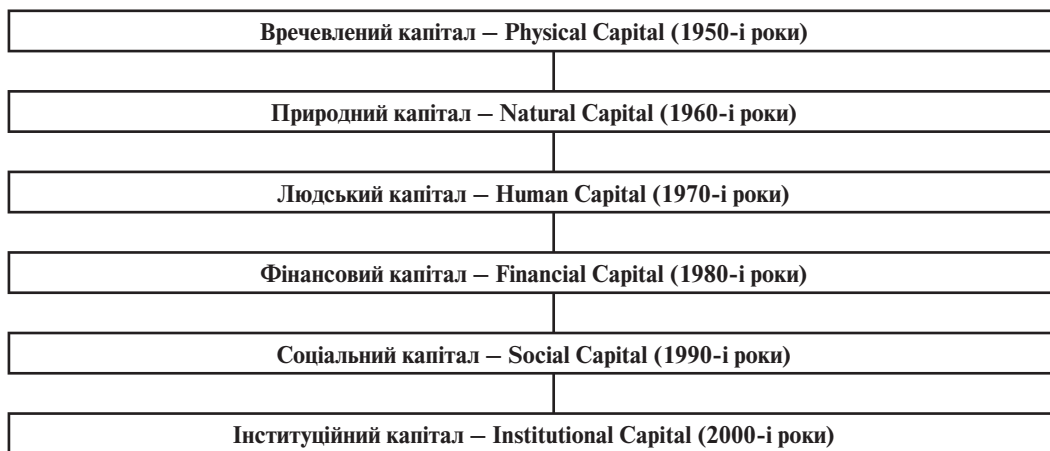 Вречевлений капітал – Physical Capital (1950-і роки)
Природний капітал – Natural Capital (1960-і роки)
Людський капітал – Human Capital (1970-і роки)
Фінансовий капітал – Financial Capital (1980-і роки)
Соціальний капітал – Social Capital (1990-і роки)
Інституційний капітал – Institutional Capital (2000-і роки)